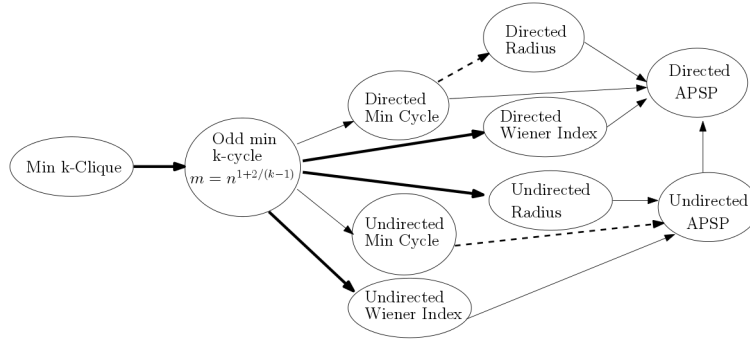 Min k-Clique
Odd min
k-cycle
m = n^{1+2/(k-1)}
Directed
Radius
Directed
Min Cycle
Directed
Wiener Index
Undirected
Radius
Undirected
Min Cycle
Undirected
Wiener Index
Directed
APSP
Undirected
APSP